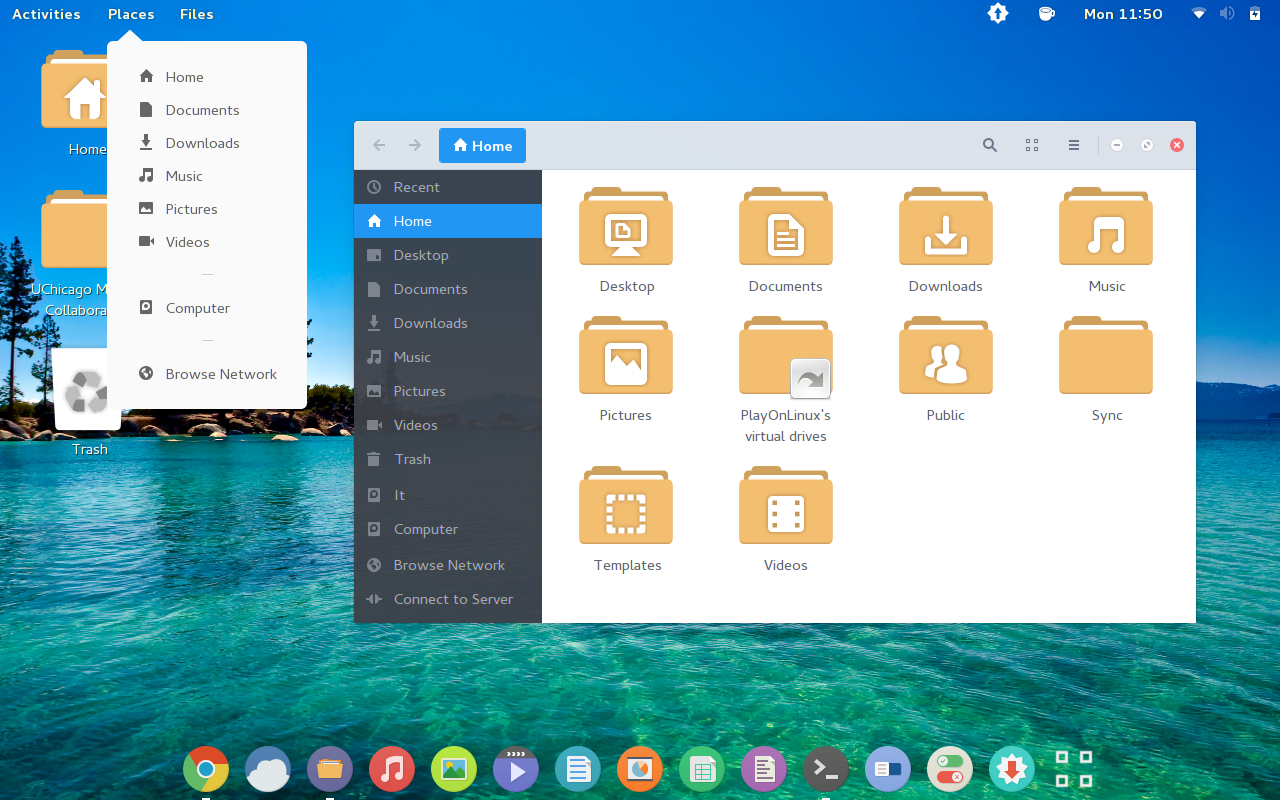 Activities
Places
Files
Mon 11:50
Home
UChicago M
Collabora
Trash
Home
Documents
Downloads
Music
Pictures
Videos
Computer
Browse Network
Home
Recent
Home
Desktop
Documents
Downloads
Music
Pictures
Videos
Trash
It
Computer
Browse Network
Connect to Server
Desktop
Documents
Downloads
Music
Pictures
PlayOnLinux's
virtual drives
Public
Sync
Templates
Videos